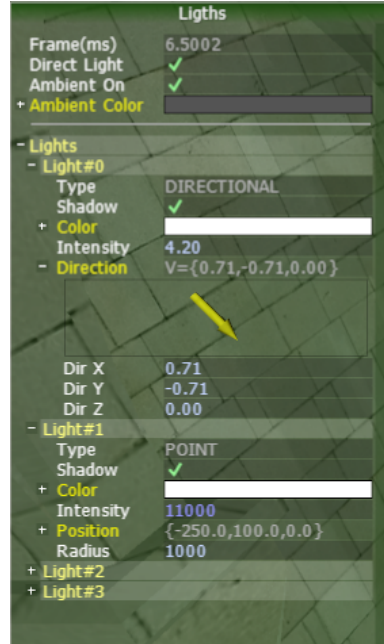 Ligths
Frame(ms) 6.5002
Direct Light ✓
Ambient On ✓
+ Ambient Color
- Lights
- Light#0
Type DIRECTIONAL
Shadow ✓
+ Color
Intensity 4.20
- Direction V={0.71,-0.71,0.00}
Dir X 0.71
Dir Y -0.71
Dir Z 0.00
- Light#1
Type POINT
Shadow ✓
+ Color
Intensity 11000
+ Position {-250.0,100.0,0.0}
Radius 1000
+ Light#2
+ Light#3